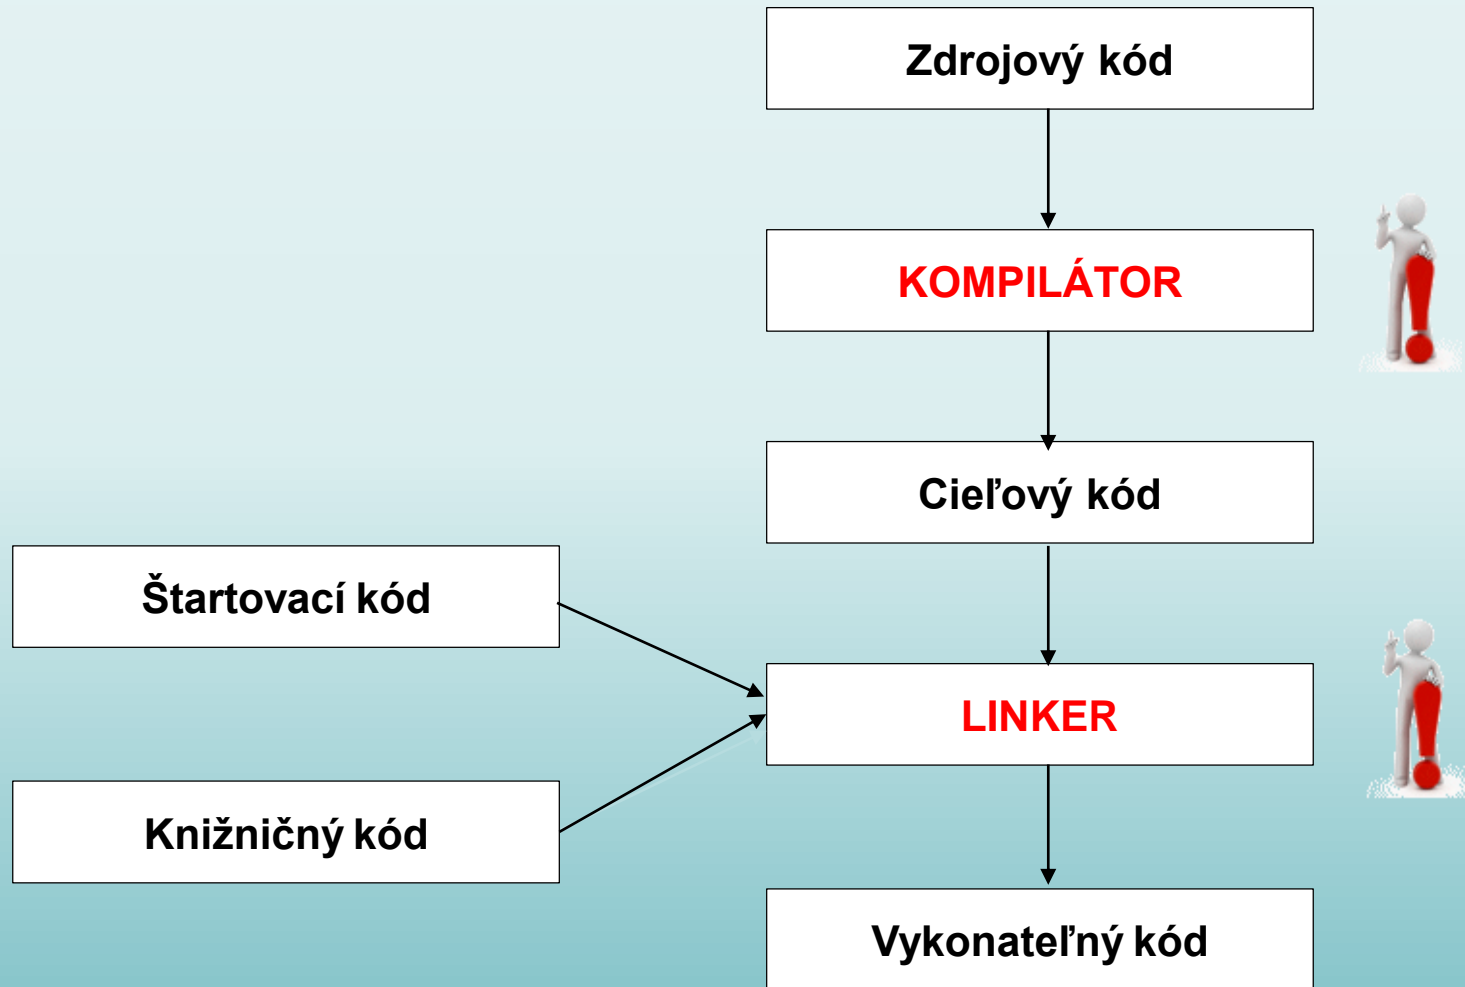 Zdrojový kód
KOMPILÁTOR
Cieľový kód
Štartovací kód
LINKER
Knižničný kód
Vykonateľný kód